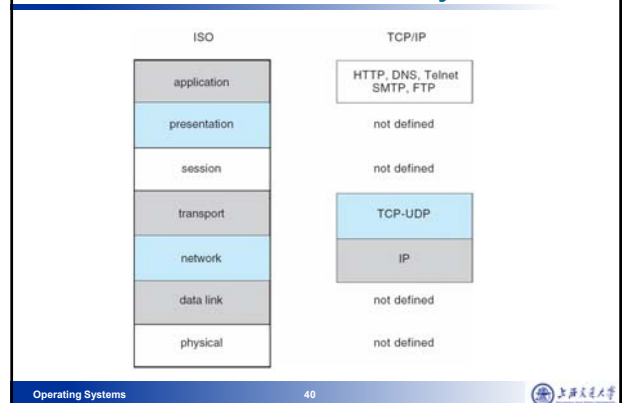 ISO TCP/IP
application HTTP, DNS, Telnet
SMTP, FTP
presentation not defined
session not defined
transport TCP-UDP
network IP
data link not defined
physical not defined
Operating Systems 40 上海交通大学